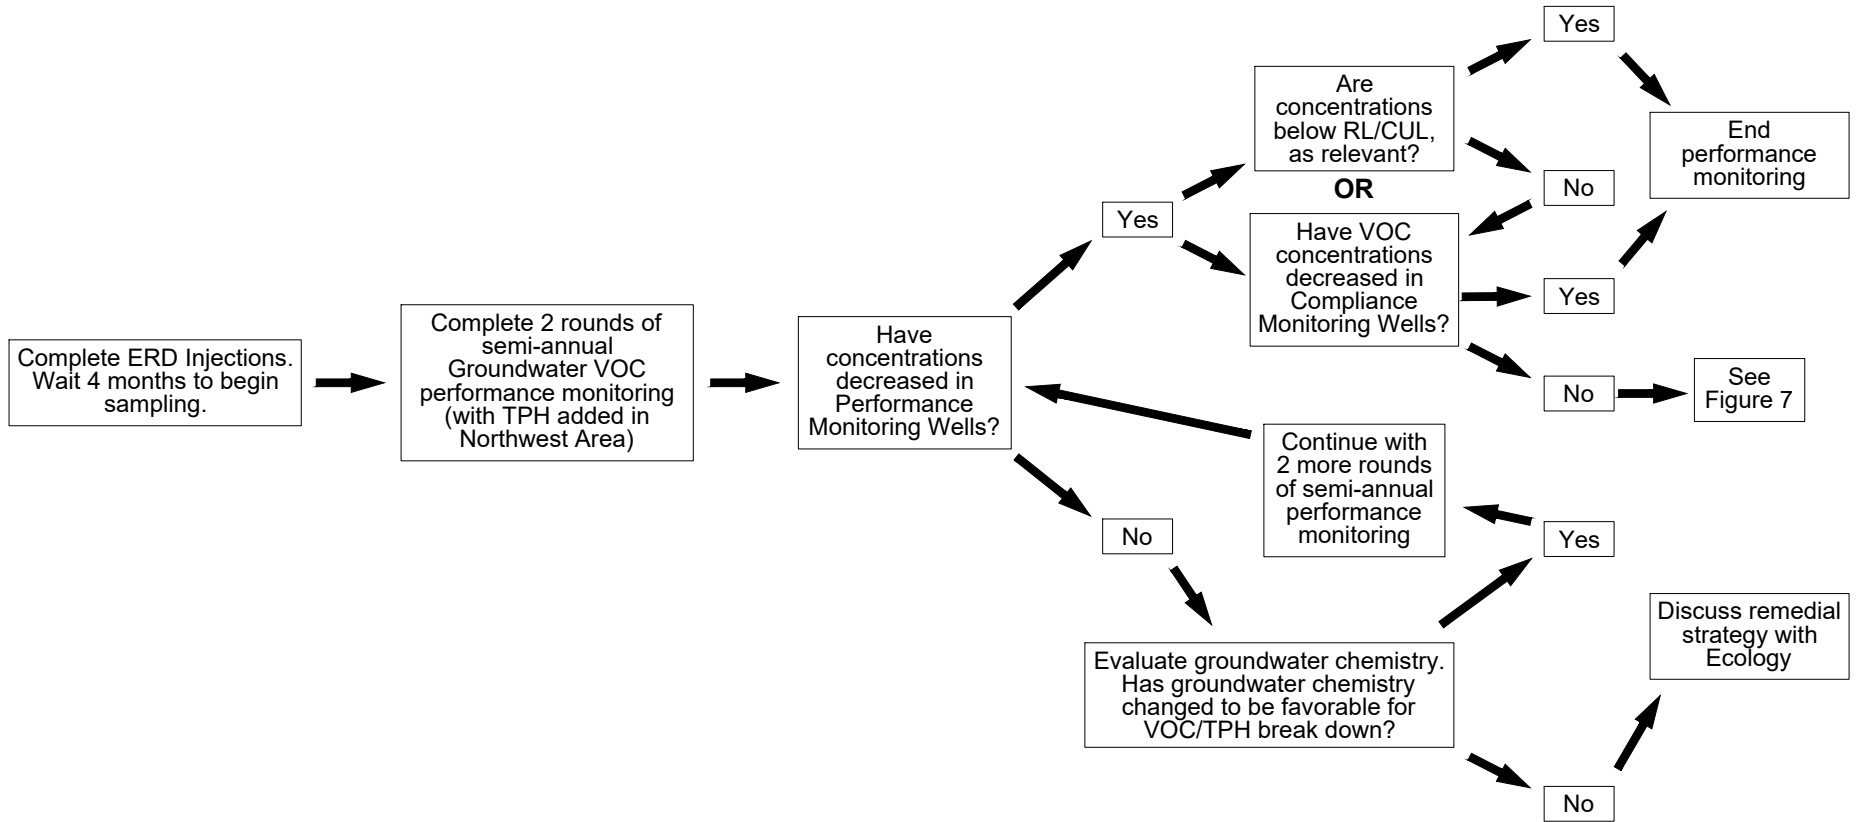 Complete ERD Injections.
Wait 4 months to begin
sampling.
Complete 2 rounds of
semi-annual
Groundwater VOC
performance monitoring
(with TPH added in
Northwest Area)
Have
concentrations
decreased in
Performance
Monitoring Wells?
Yes
Are
concentrations
below RL/CUL,
as relevant?
OR
Have VOC
concentrations
decreased in
Compliance
Monitoring Wells?
Yes
No
Yes
No
End
performance
monitoring
See
Figure 7
No
Evaluate groundwater chemistry.
Has groundwater chemistry
changed to be favorable for
VOC/TPH break down?
Yes
Continue with
2 more rounds
of semi-annual
performance
monitoring
No
Discuss remedial
strategy with
Ecology